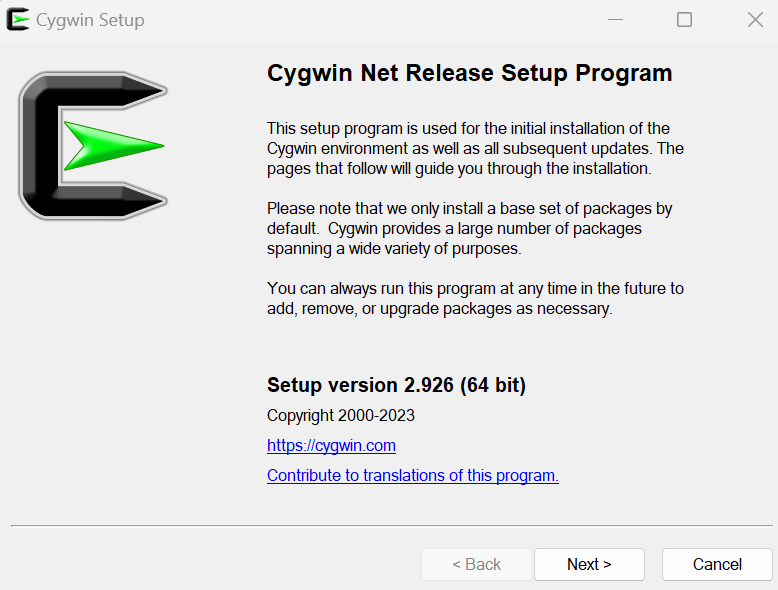 Cygwin Setup
Cygwin Net Release Setup Program
This setup program is used for the initial installation of the
Cygwin environment as well as all subsequent updates. The
pages that follow will guide you through the installation.
Please note that we only install a base set of packages by
default.  Cygwin provides a large number of packages
spanning a wide variety of purposes.
You can always run this program at any time in the future to
add, remove, or upgrade packages as necessary.
Setup version 2.926 (64 bit)
Copyright 2000-2023
https://cygwin.com
Contribute to translations of this program.
< Back
Next >
Cancel